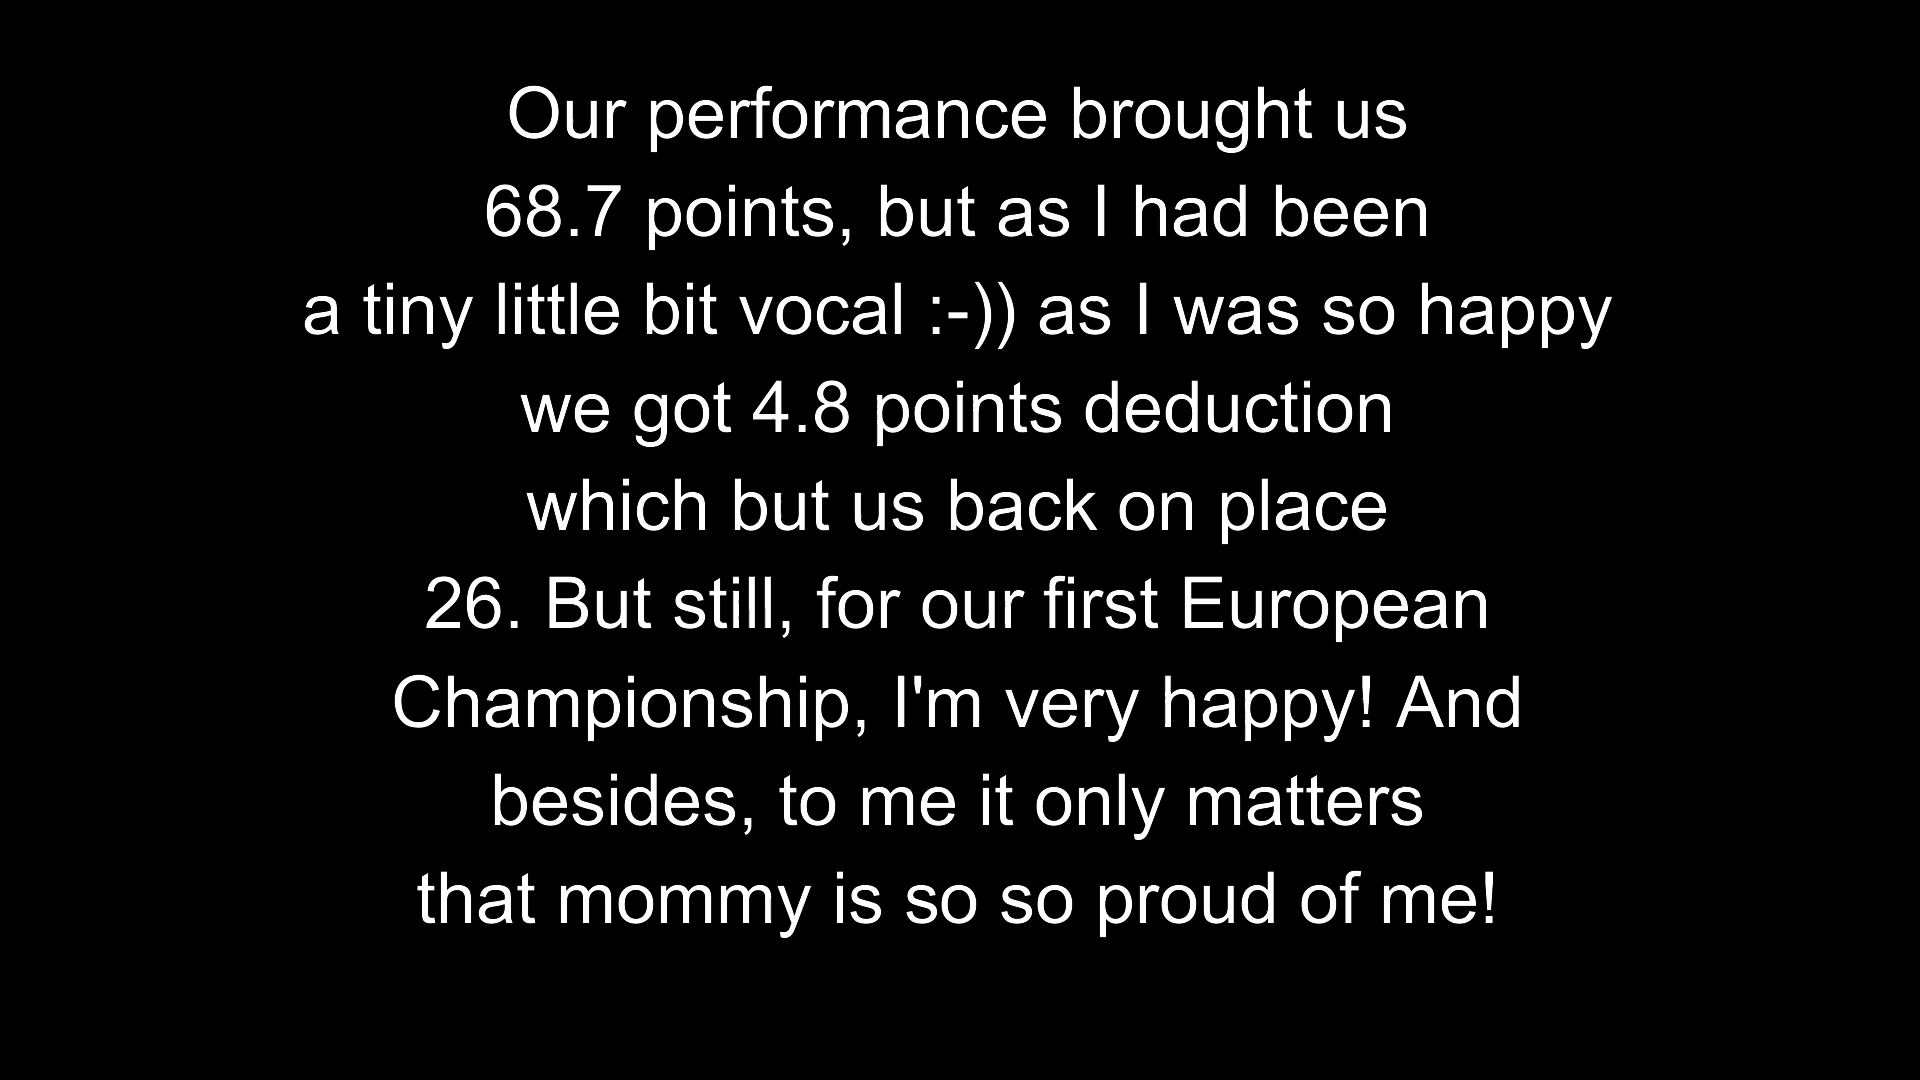 Our performance brought us
68.7 points, but as I had been
a tiny little bit vocal :-)) as I was so happy
we got 4.8 points deduction
which but us back on place
26. But still, for our first European
Championship, I'm very happy! And
besides, to me it only matters
that mommy is so so proud of me!